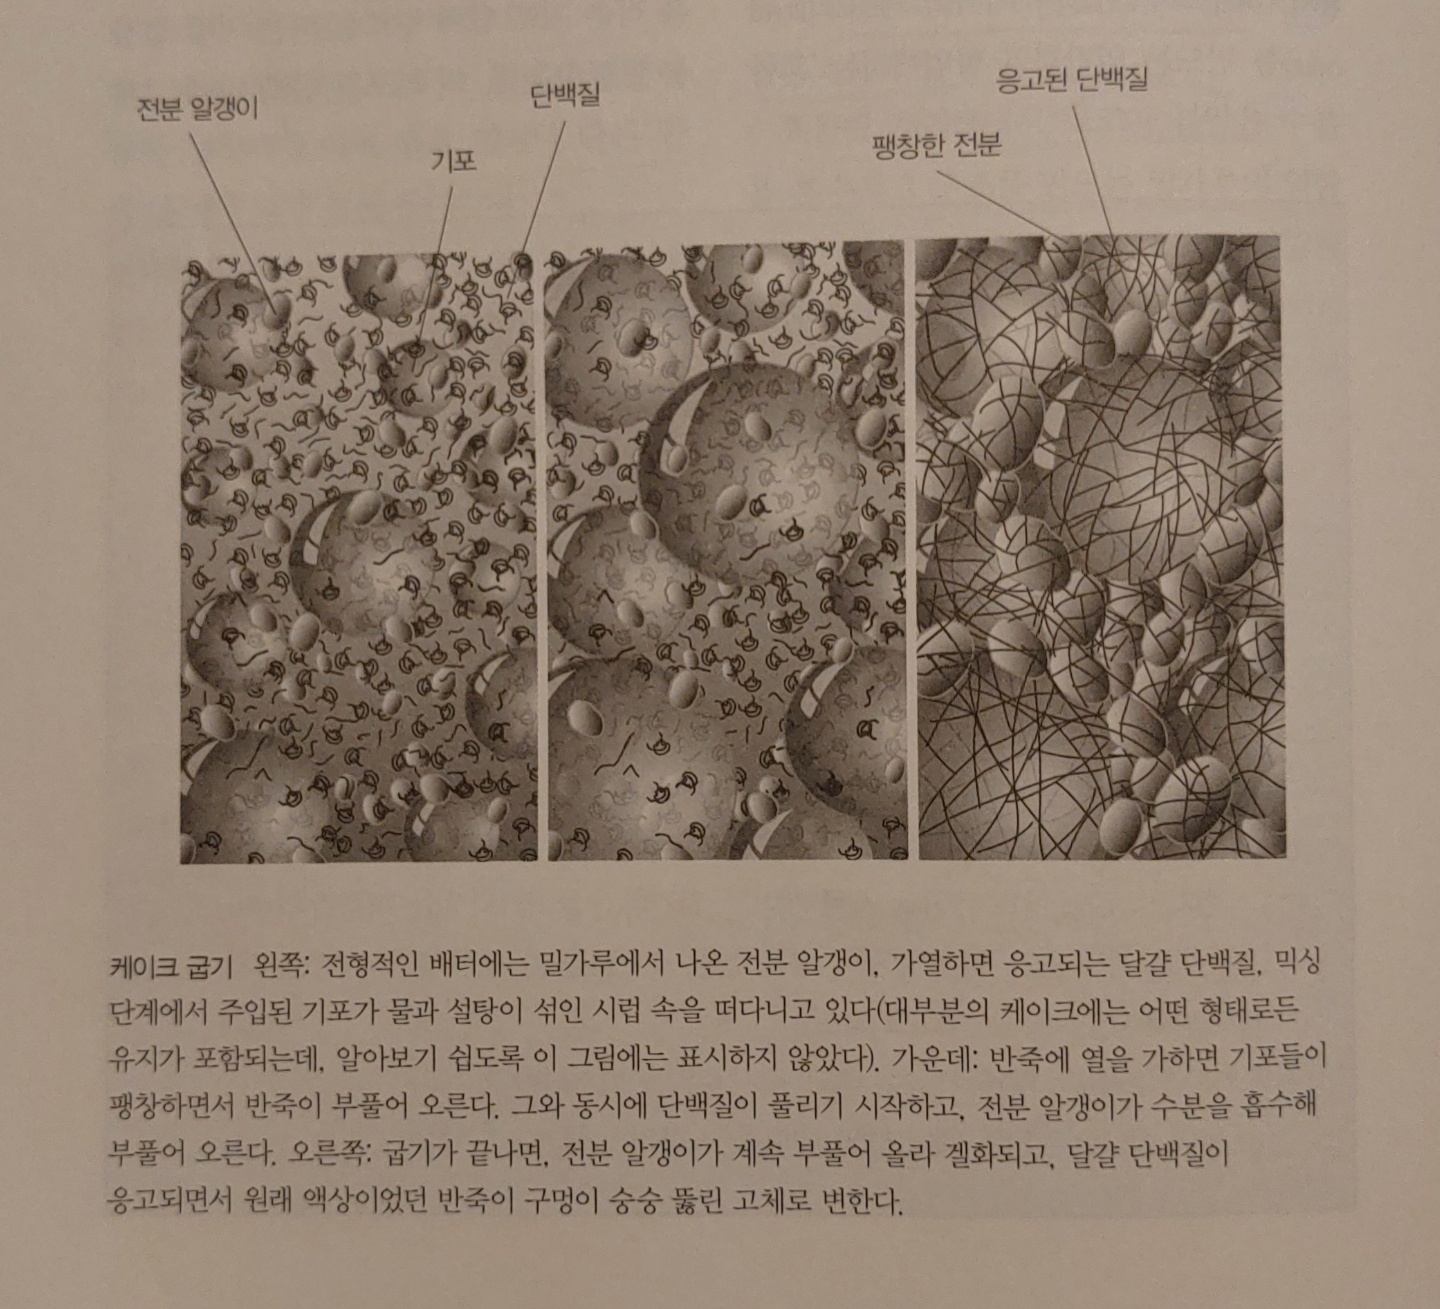 전분 알갱이
단백질
기포
응고된 단백질
팽창한 전분
케이크 굽기 왼쪽: 전형적인 배터에는 밀가루에서 나온 전분 알갱이, 가열하면 응고되는 달걀 단백질, 믹싱
단계에서 주입된 기포가 물과 설탕이 섞인 시럽 속을 떠다니고 있다(대부분의 케이크에는 어떤 형태로든
유지가 포함되는데, 알아보기 쉽도록 이 그림에는 표시하지 않았다). 가운데: 반죽에 열을 가하면 기포들이
팽창하면서 반죽이 부풀어 오른다. 그와 동시에 단백질이 풀리기 시작하고, 전분 알갱이가 수분을 흡수해
부풀어 오른다. 오른쪽: 굽기가 끝나면, 전분 알갱이가 계속 부풀어 올라 겔화되고, 달걀 단백질이
응고되면서 원래 액상이었던 반죽이 구멍이 숭숭 뚫린 고체로 변한다.